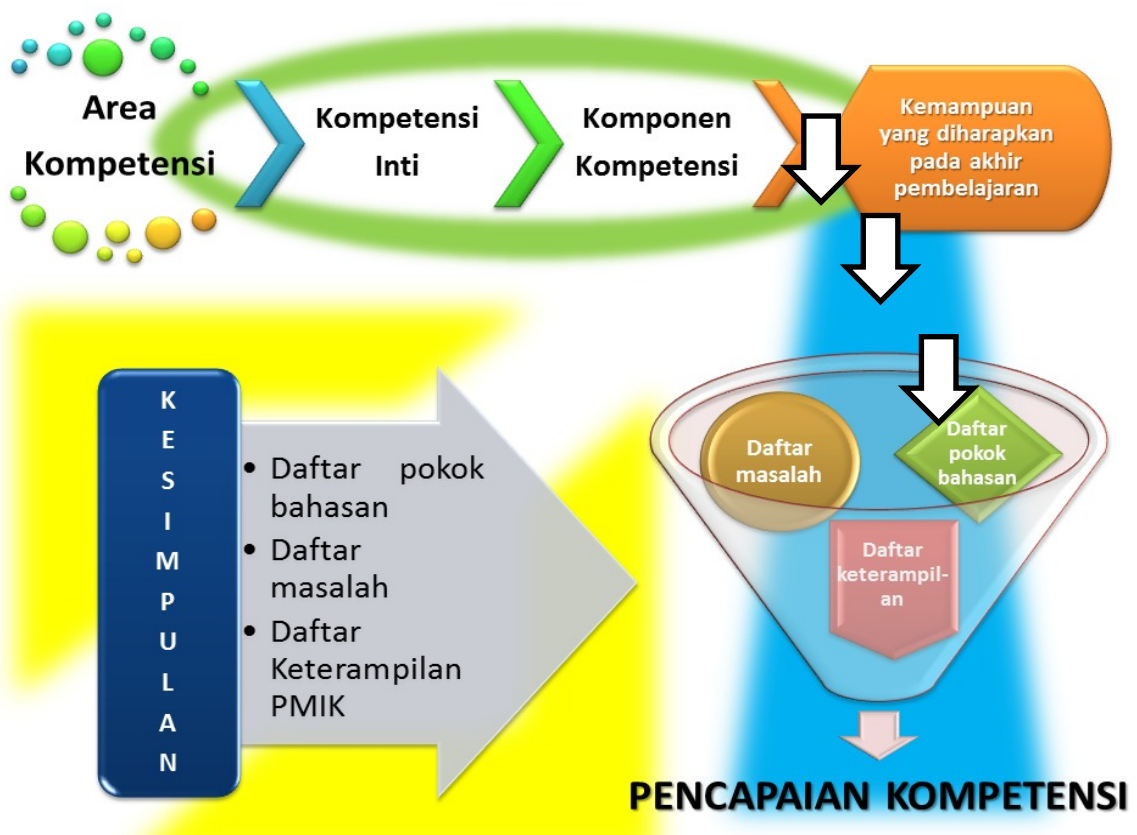 Area
Kompetensi
Kompetensi
Inti
Komponen
Kompetensi
Kemampuan
yang diharapkan
pada akhir
pembelajaran
K
E
S
I
M
P
U
L
A
N
• Daftar pokok
bahasan
• Daftar
masalah
• Daftar
Keterampilan
PMIK
Daftar
masalah
Daftar
pokok
bahasan
Daftar
keterampil-
an
PENCAPAIAN KOMPETENSI